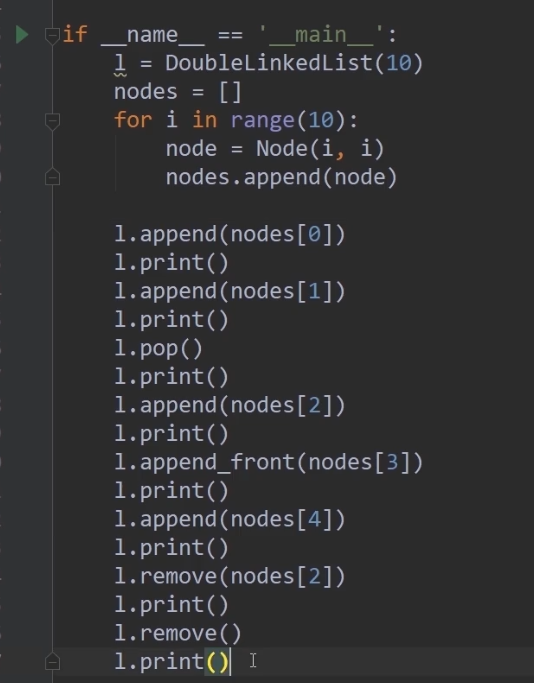 if __name__ == '__main__':
    l = DoubleLinkedList(10)
    nodes = []
    for i in range(10):
        node = Node(i, i)
        nodes.append(node)

    l.append(nodes[0])
    l.print()
    l.append(nodes[1])
    l.print()
    l.pop()
    l.print()
    l.append(nodes[2])
    l.print()
    l.append_front(nodes[3])
    l.print()
    l.append(nodes[4])
    l.print()
    l.remove(nodes[2])
    l.print()
    l.remove()
    l.print()